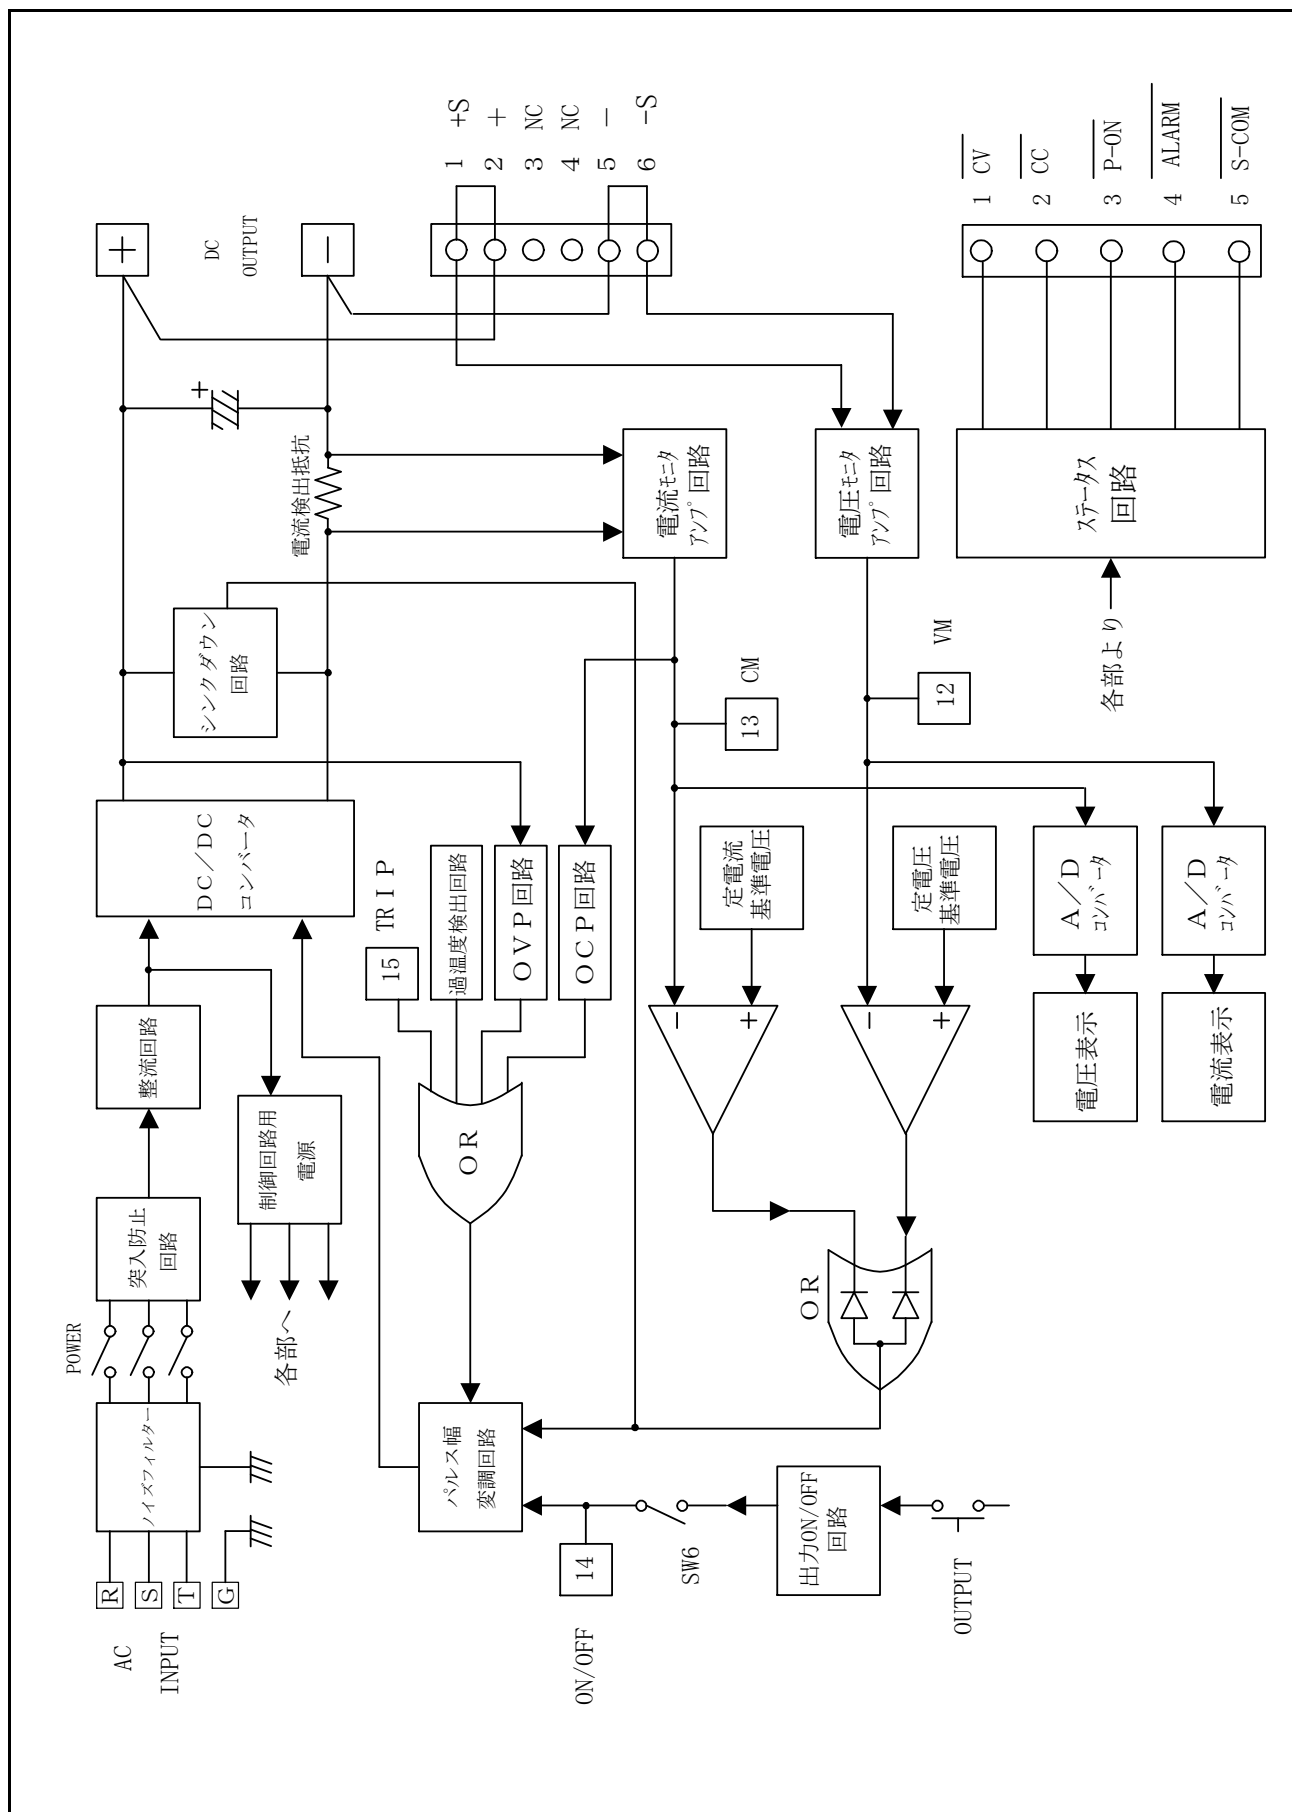 AC
INPUT
R
S
T
G
ノイズフィルター
POWER
突入防止
回路
整流回路
制御回路用
電源
各部へ
DC/DC
コンバータ
シンクダウン
回路
電流検出抵抗
+
+
−
DC
OUTPUT
1 +S
2 +
3 NC
4 NC
5 −
6 -S
TRIP
15
過温度検出回路
OVP回路
OCP回路
OR
パルス幅
変調回路
ON/OFF
14
SW6
出力ON/OFF
回路
OUTPUT
電流モニタ
アンプ回路
電圧モニタ
アンプ回路
13
CM
12
VM
定電流
基準電圧
定電圧
基準電圧
−
+
−
+
OR
A/D
コンバータ
電圧表示
A/D
コンバータ
電流表示
各部より
ステータス
回路
1 CV
2 CC
3 P-ON
4 ALARM
5 S-COM